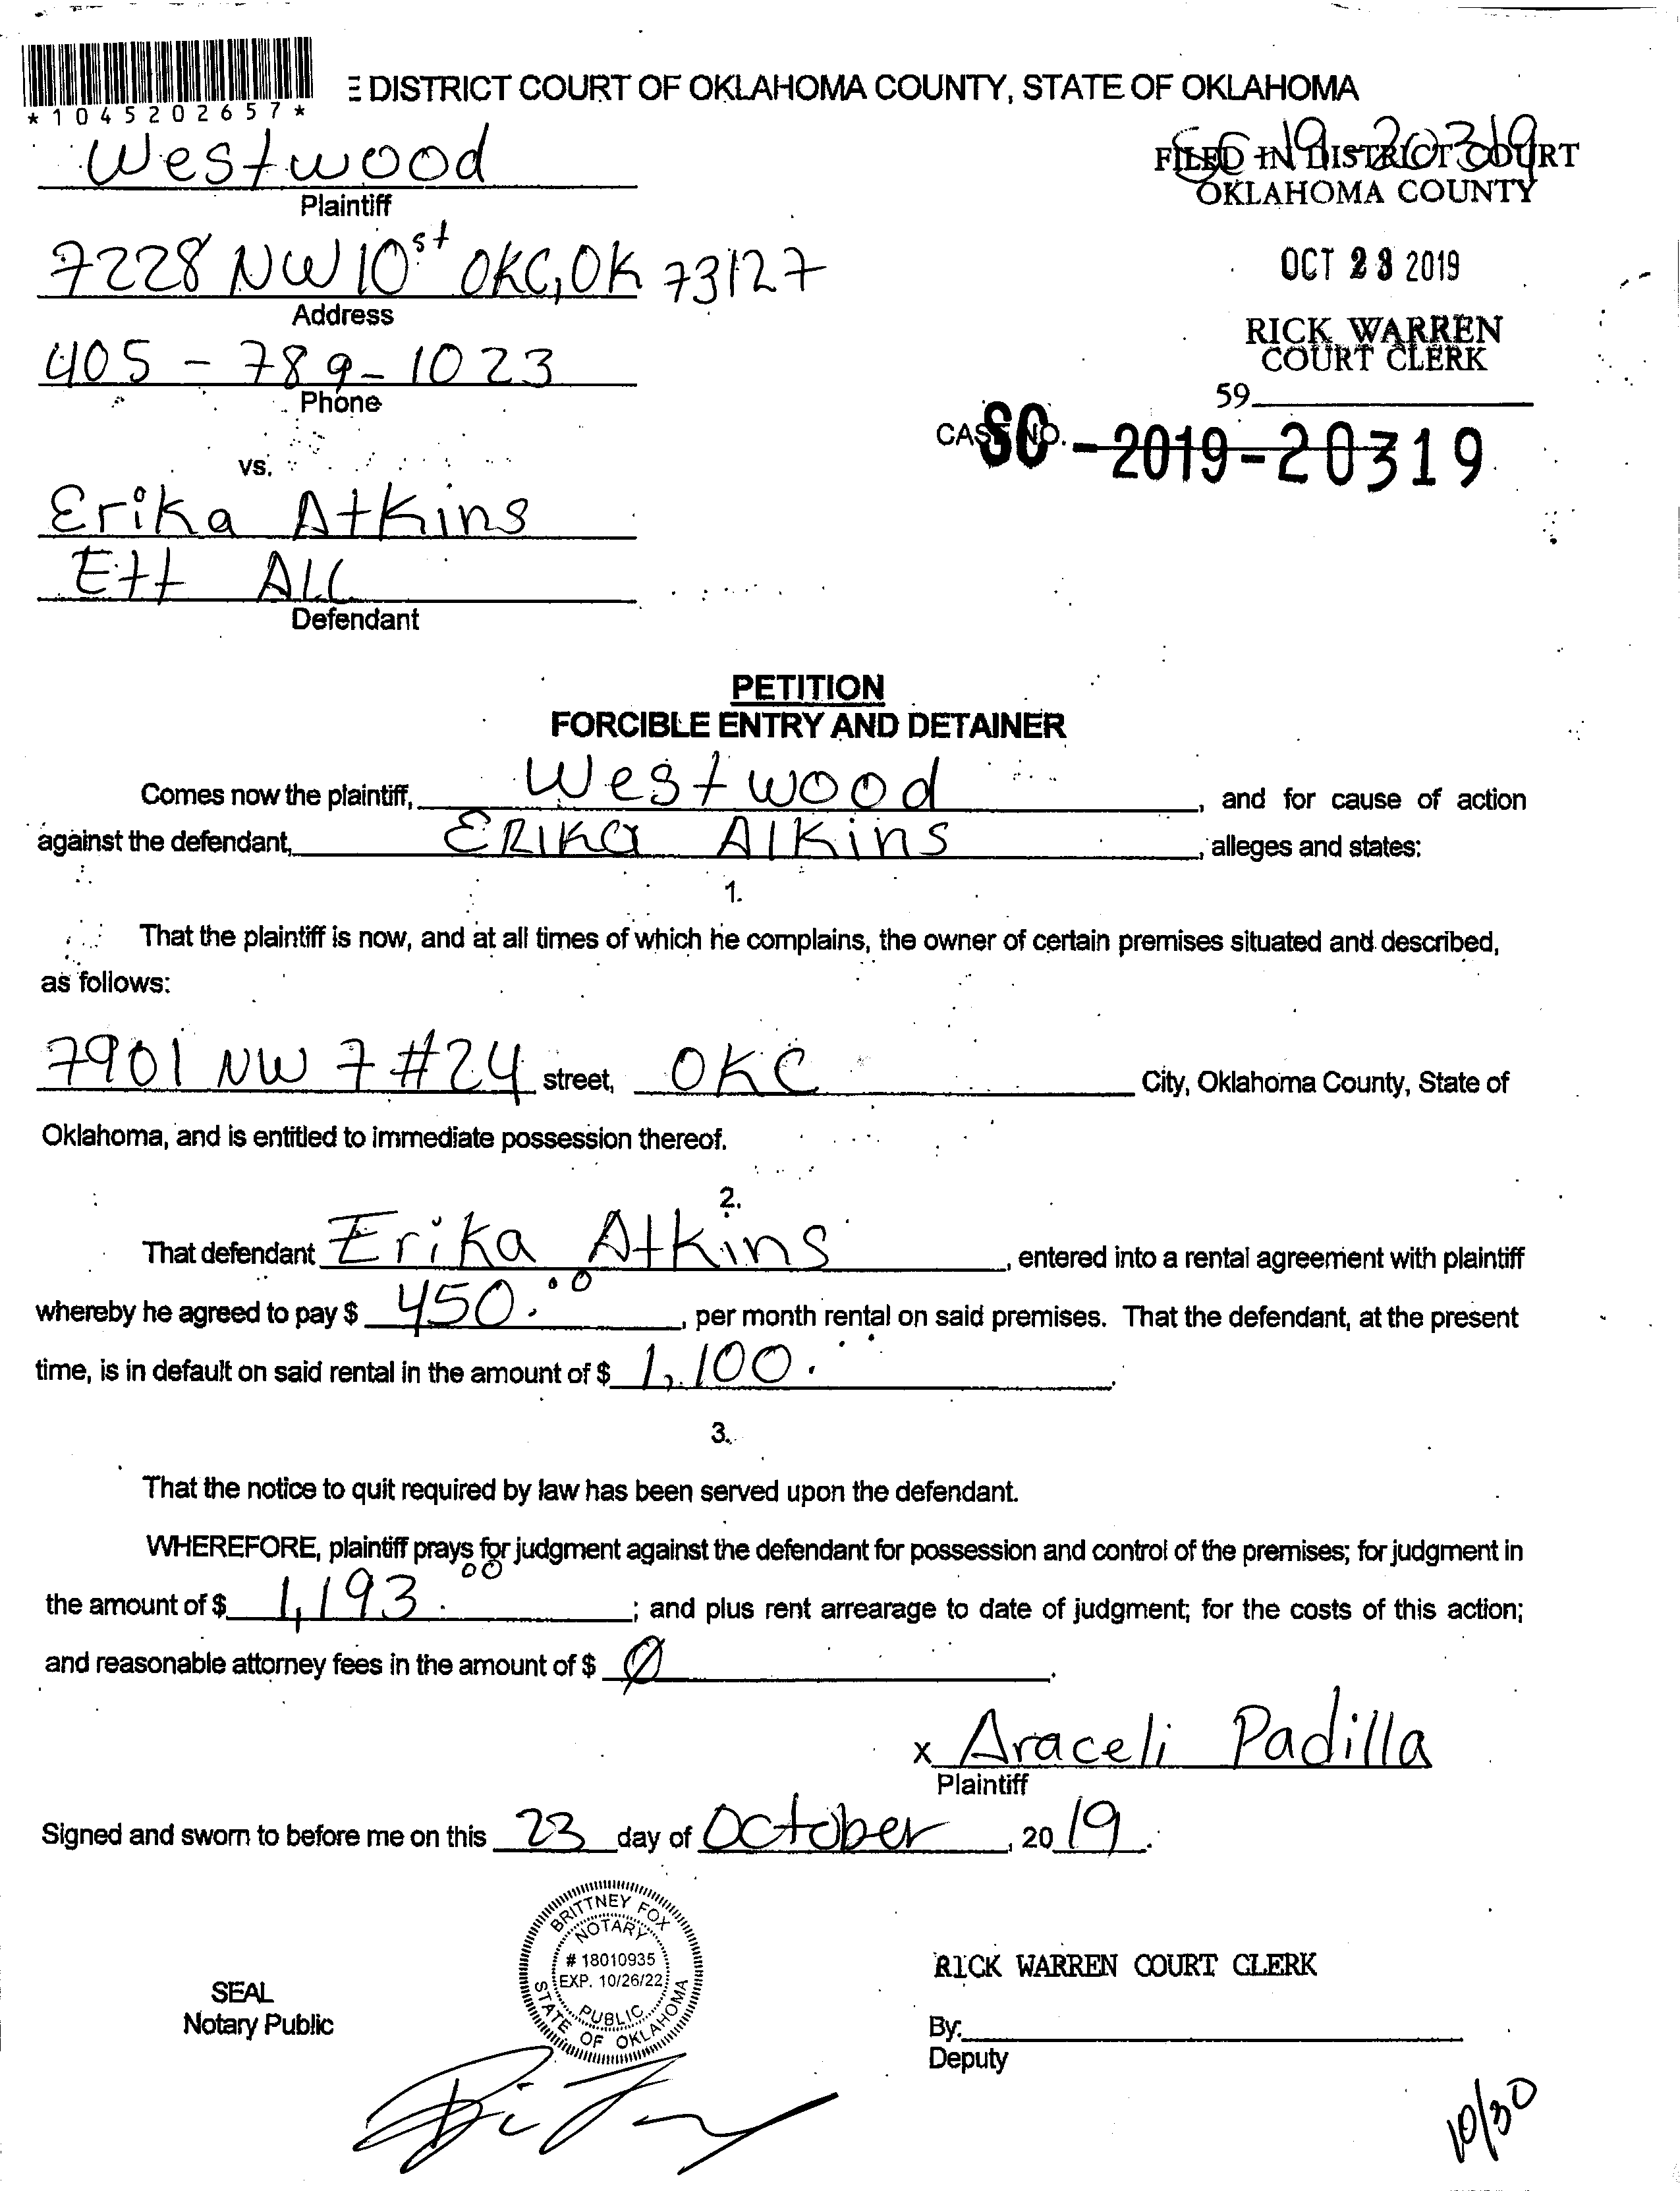 *1045202657*
E DISTRICT COURT OF OKLAHOMA COUNTY, STATE OF OKLAHOMA
Westwood
Plaintiff
SC-19-20319
FILED IN DISTRICT COURT
OKLAHOMA COUNTY
7228 NW 10st OKC, OK 73127
Address
OCT 23 2019
405-789-1023
Phone
RICK WARREN
COURT CLERK
59
CASE NO. SC-2019-20319
vs.
Erika Atkins
Ett All
Defendant
PETITION
FORCIBLE ENTRY AND DETAINER
Comes now the plaintiff, Westwood, and for cause of action
against the defendant, ERika Atkins, alleges and states:
1.
That the plaintiff is now, and at all times of which he complains, the owner of certain premises situated and described,
as follows:
7901 NW 7 #24 street, OKC City, Oklahoma County, State of
Oklahoma, and is entitled to immediate possession thereof.
2.
That defendant Erika Atkins, entered into a rental agreement with plaintiff
whereby he agreed to pay $ 450.00, per month rental on said premises. That the defendant, at the present
time, is in default on said rental in the amount of $ 1,100.
3.
That the notice to quit required by law has been served upon the defendant.
WHEREFORE, plaintiff prays for judgment against the defendant for possession and control of the premises; for judgment in
the amount of $ 1,193.00; and plus rent arrearage to date of judgment; for the costs of this action;
and reasonable attorney fees in the amount of $ Ø.
x Araceli Padilla
Plaintiff
Signed and sworn to before me on this 23 day of October, 2019.
BRITTNEY FOX
NOTARY
# 18010935
EXP. 10/26/22
PUBLIC
STATE OF OKLAHOMA
SEAL
Notary Public
RICK WARREN COURT CLERK
By:
Deputy
10/30